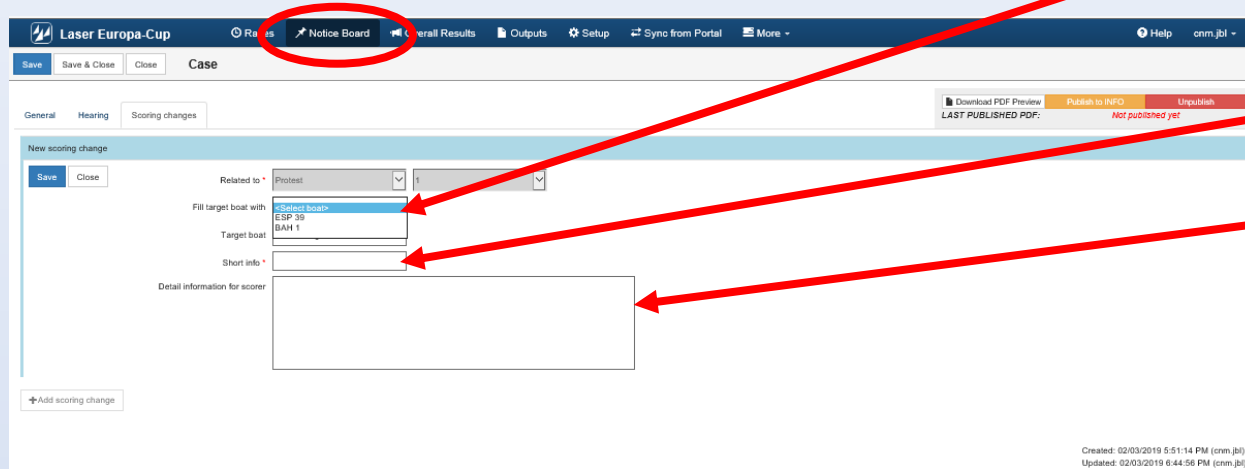 Laser Europa-Cup Races Notice Board Overall Results Outputs Setup Sync from Portal More Help cnm.jbl
Save Save & Close Close Case
Download PDF Preview Publish to INFO Unpublish
General Hearing Scoring changes
LAST PUBLISHED PDF: Not published yet
New scoring change
Save Close
Related to * Protest 1
Fill target boat with <Select boat>
ESP 39
BAH 1
Target boat
Short info *
Detail information for scorer
+Add scoring change
Created: 02/03/2019 5:51:14 PM (cnm.jbl)
Updated: 02/03/2019 6:44:56 PM (cnm.jbl)